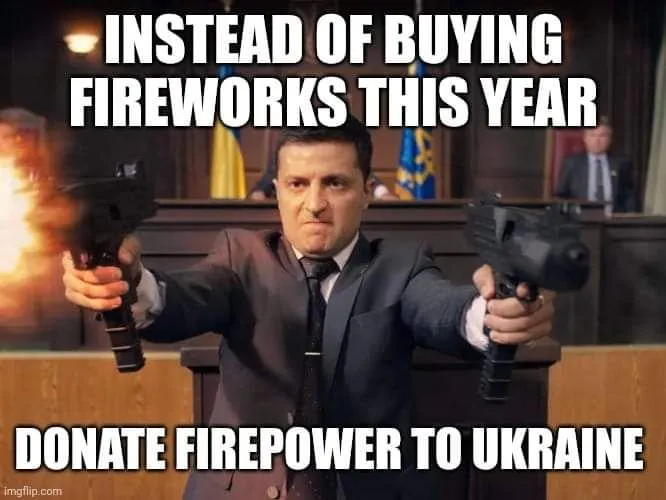 INSTEAD OF BUYING
FIREWORKS THIS YEAR
DONATE FIREPOWER TO UKRAINE
imgflip.com